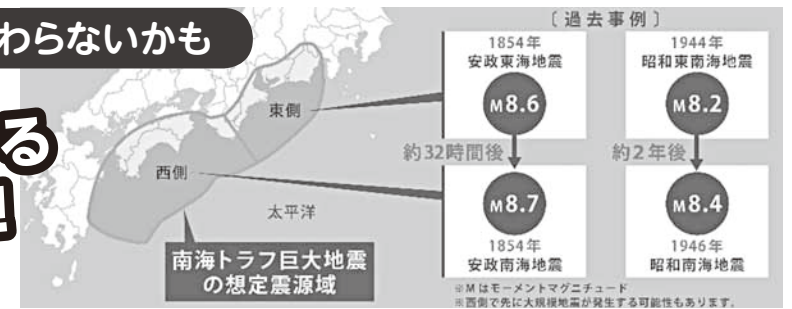 わらないかも
る
〔過去事例〕
1854年
安政東海地震
M8.6
約32時間後
M8.7
1854年
安政南海地震
1944年
昭和東南海地震
M8.2
約2年後
M8.4
1946年
昭和南海地震
東側
西側
太平洋
南海トラフ巨大地震
の想定震源域
※Mはモーメントマグニチュード
※西側で先に大規模地震が発生する可能性もあります。